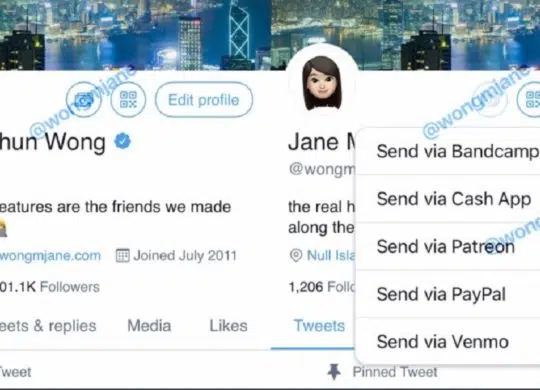 @wongmjane
Edit profile
hun Wong
eatures are the friends we made
wongmjane.com Joined July 2011
01.1K Followers
eets & replies Media Likes
weet
@wongmjane
Jane M
@wongm
the real h
along the
Null Isla
1,206 Follo
Tweets
Pinned Tweet
Send via Bandcamp
Send via Cash App
Send via Patreon
Send via PayPal
Send via Venmo
@wong